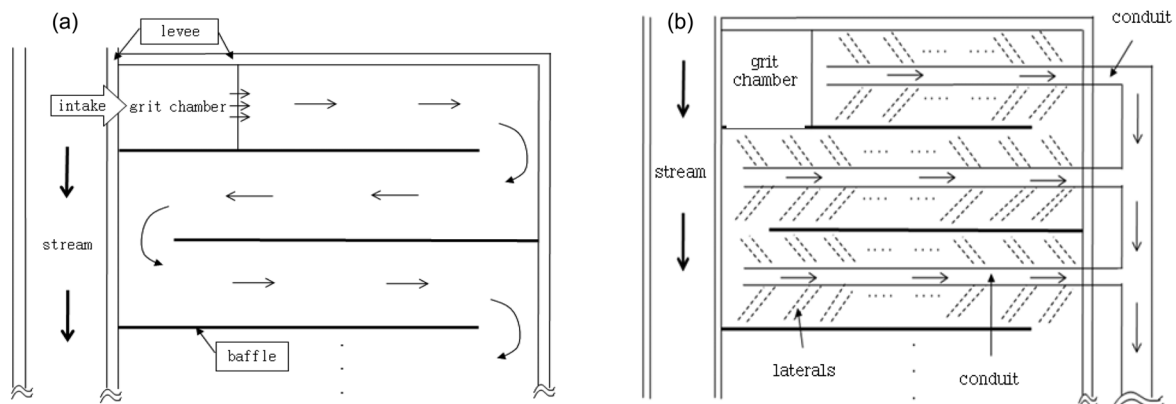 (a)
levee
intake
grit chamber
stream
baffle
(b)
conduit
grit
chamber
stream
laterals
conduit